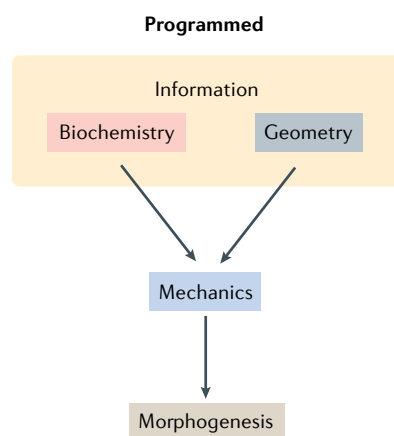 Programmed
Information
Biochemistry Geometry
Mechanics
Morphogenesis